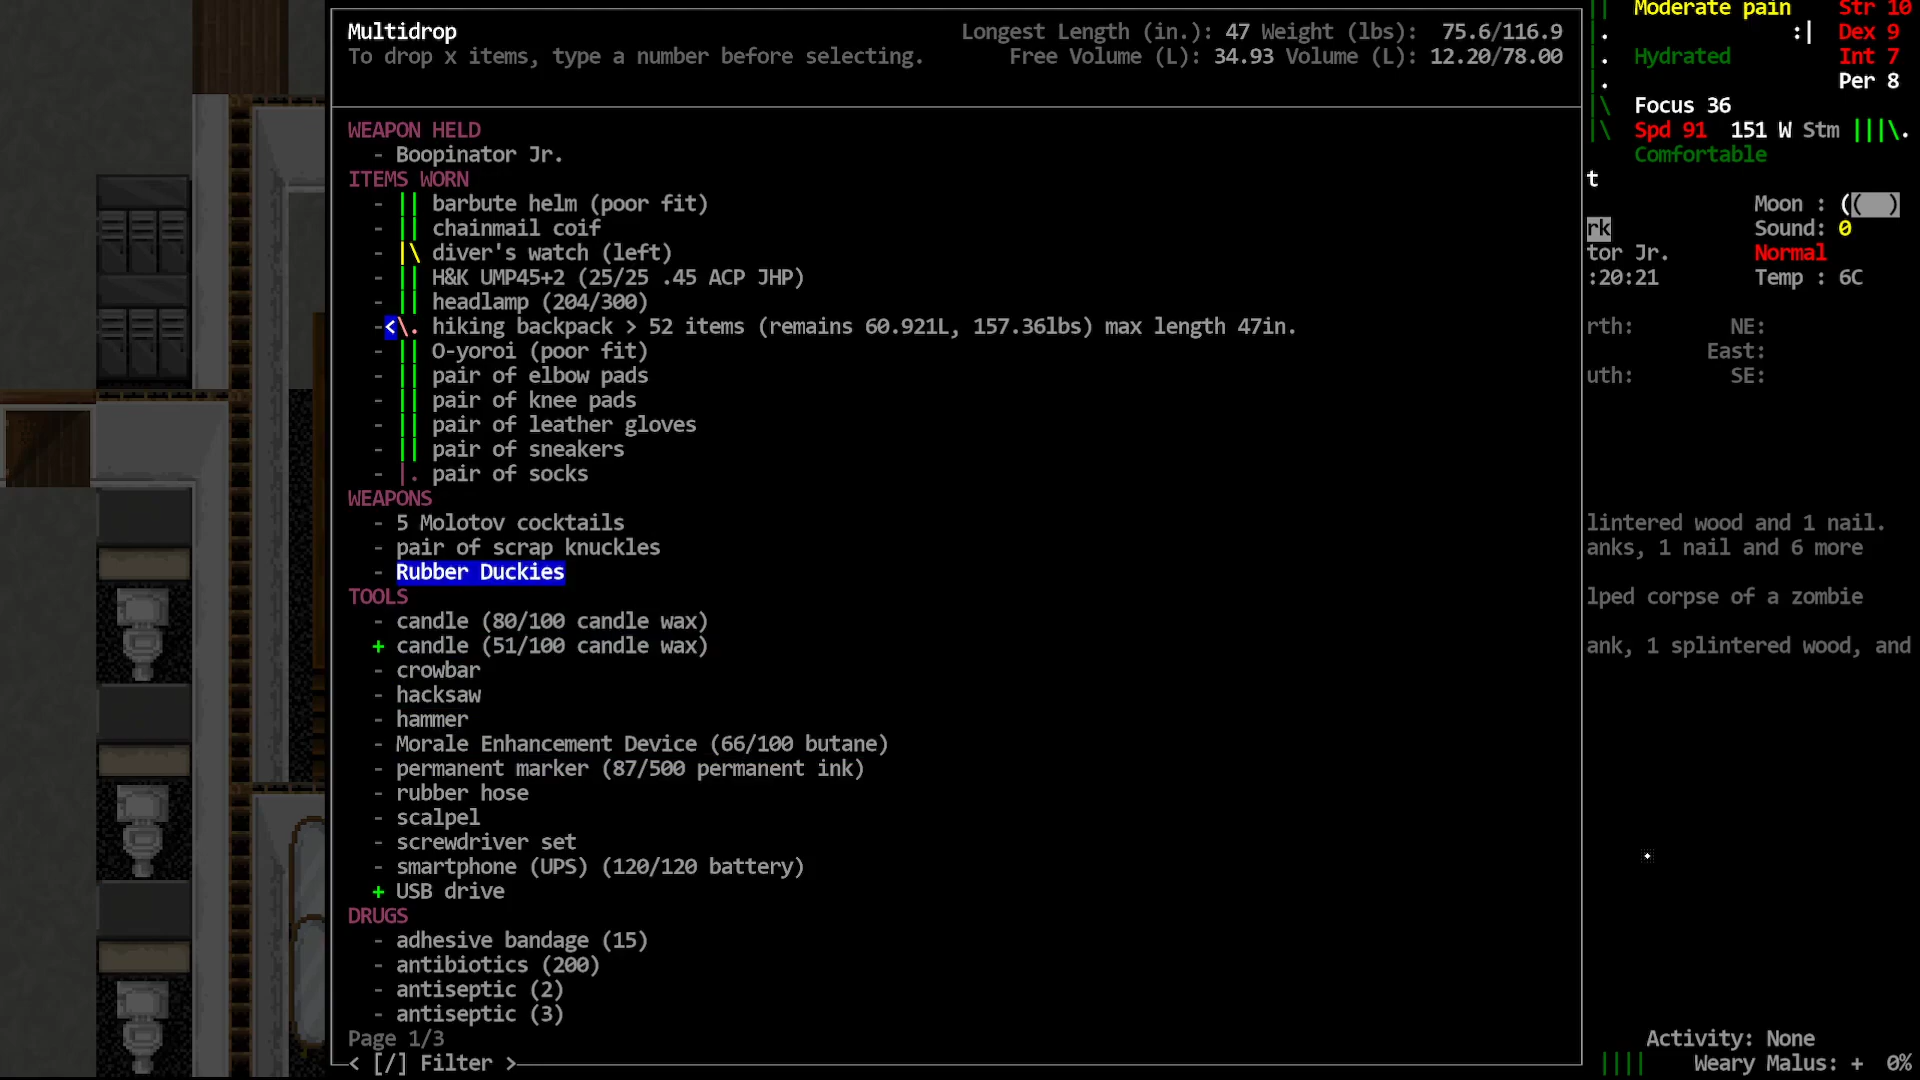 Multidrop
Longest Length (in.): 47 Weight (lbs): 75.6/116.9
To drop x items, type a number before selecting.
Free Volume (L): 34.93 Volume (L): 12.20/78.00
WEAPON HELD
- Boopinator Jr.
ITEMS WORN
- || barbute helm (poor fit)
- || chainmail coif
- |\ diver's watch (left)
- || H&K UMP45+2 (25/25 .45 ACP JHP)
- || headlamp (204/300)
-<\. hiking backpack > 52 items (remains 60.921L, 157.36lbs) max length 47in.
- || O-yoroi (poor fit)
- || pair of elbow pads
- || pair of knee pads
- || pair of leather gloves
- || pair of sneakers
- |. pair of socks
WEAPONS
- 5 Molotov cocktails
- pair of scrap knuckles
- Rubber Duckies
TOOLS
- candle (80/100 candle wax)
+ candle (51/100 candle wax)
- crowbar
- hacksaw
- hammer
- Morale Enhancement Device (66/100 butane)
- permanent marker (87/500 permanent ink)
- rubber hose
- scalpel
- screwdriver set
- smartphone (UPS) (120/120 battery)
+ USB drive
DRUGS
- adhesive bandage (15)
- antibiotics (200)
- antiseptic (2)
- antiseptic (3)
Page 1/3
< [/] Filter >
|| Moderate pain Str 10
|. :| Dex 9
|. Hydrated Int 7
|. Per 8
|\ Focus 36
|\ Spd 91 151 W Stm |||\.
Comfortable
t
Moon : (( )
rk Sound: 0
tor Jr. Normal
:20:21 Temp : 6C
rth: NE:
East:
uth: SE:
lintered wood and 1 nail.
anks, 1 nail and 6 more
lped corpse of a zombie
ank, 1 splintered wood, and
Activity: None
|||| Weary Malus: + 0%